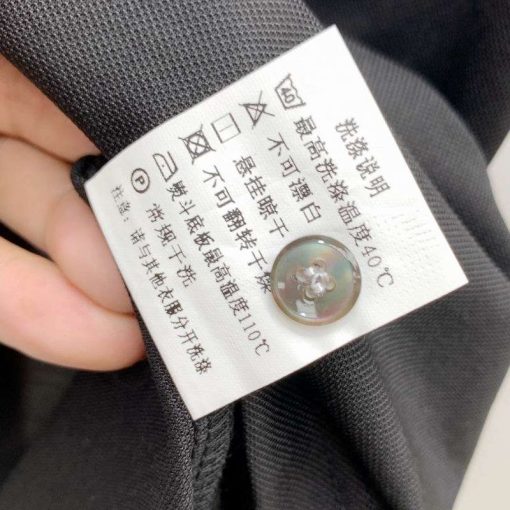 洗涤说明
40 最高洗涤温度40℃
不可漂白
悬挂晾干
不可翻转干燥
熨斗底板最高温度110℃
P 常规干洗
注意：请与其他衣服分开洗涤